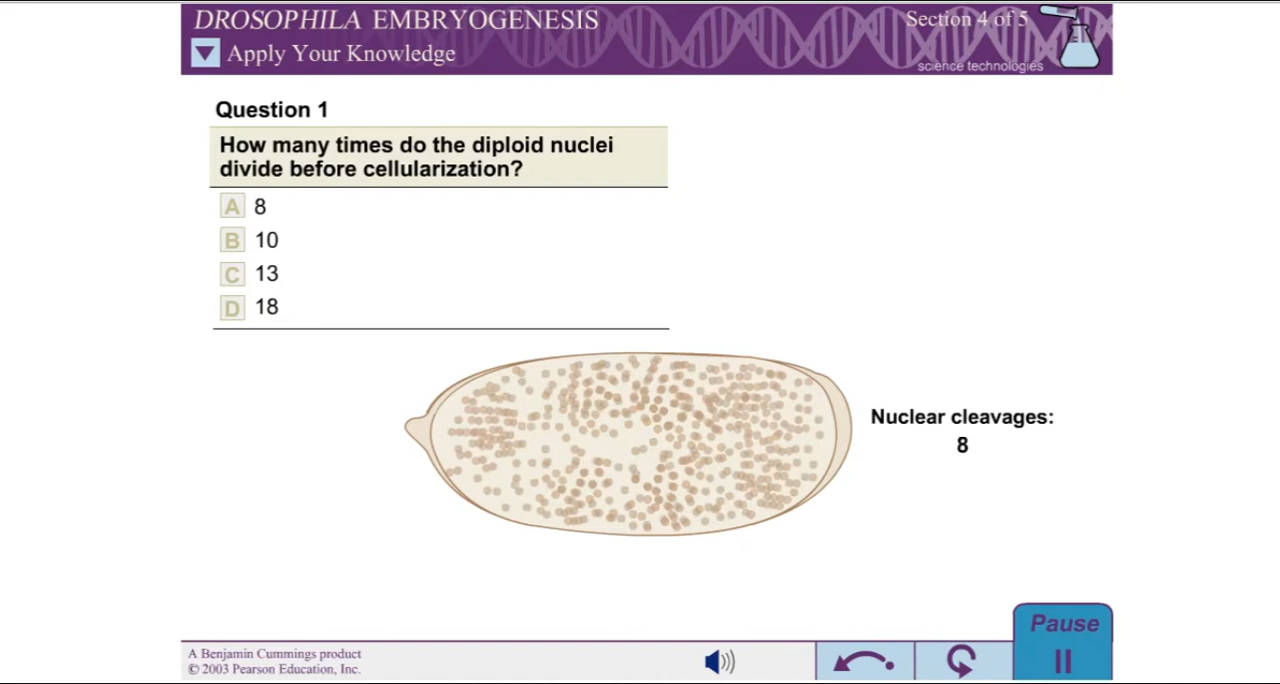 DROSOPHILA EMBRYOGENESIS
Section 4 of 5
Apply Your Knowledge
science technologies
Question 1
How many times do the diploid nuclei
divide before cellularization?
A 8
B 10
C 13
D 18
Nuclear cleavages:
8
Pause
A Benjamin Cummings product
© 2003 Pearson Education, Inc.